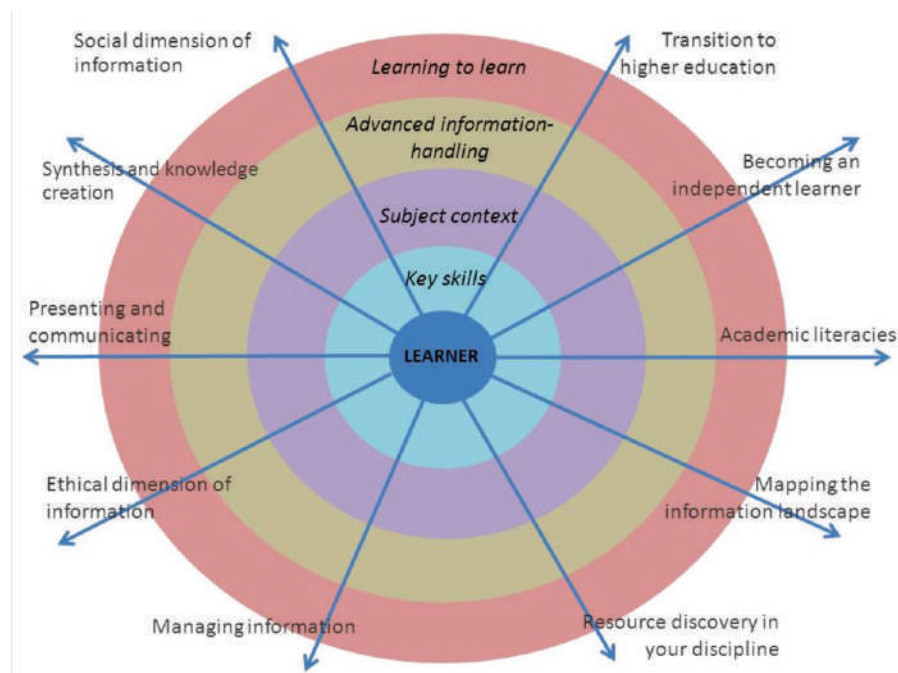 Social dimension of
information
Transition to
higher education
Learning to learn
Advanced information-
handling
Synthesis and knowledge
creation
Becoming an
independent learner
Subject context
Key skills
Presenting and
communicating
LEARNER
Academic literacies
Ethical dimension of
information
Mapping the
information landscape
Managing information
Resource discovery in
your discipline